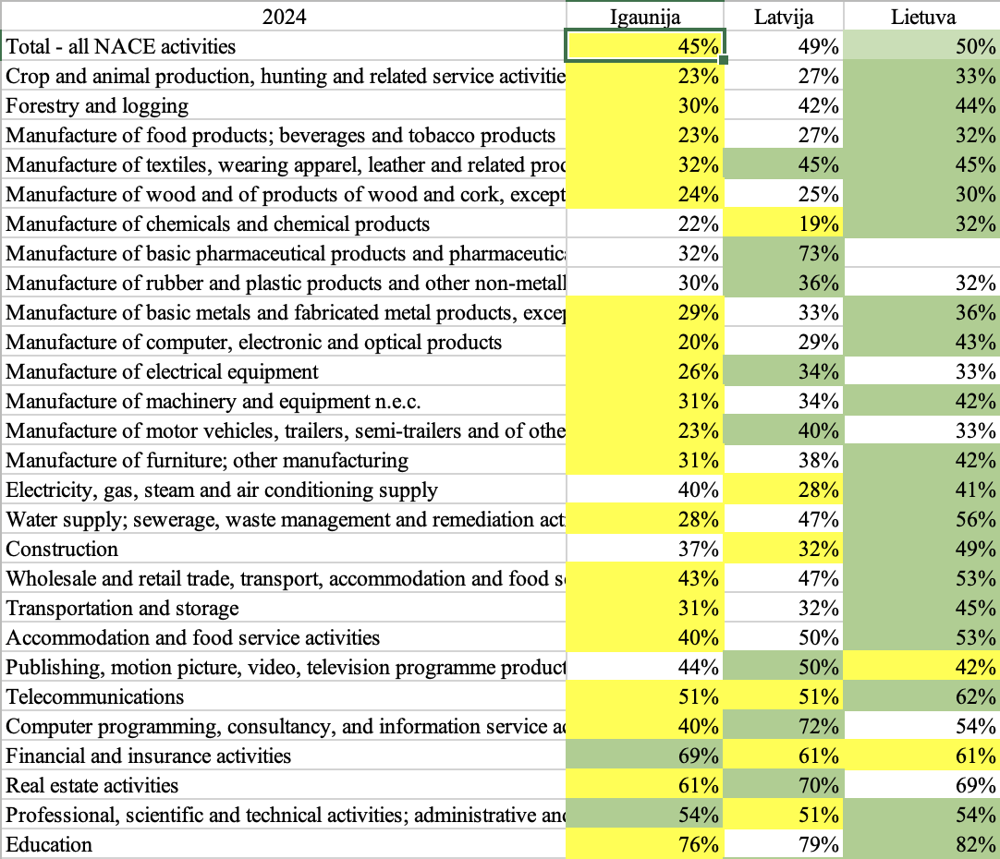 2024 Igaunija Latvija Lietuva
Total - all NACE activities 45% 49% 50%
Crop and animal production, hunting and related service activitie 23% 27% 33%
Forestry and logging 30% 42% 44%
Manufacture of food products; beverages and tobacco products 23% 27% 32%
Manufacture of textiles, wearing apparel, leather and related proc 32% 45% 45%
Manufacture of wood and of products of wood and cork, except 24% 25% 30%
Manufacture of chemicals and chemical products 22% 19% 32%
Manufacture of basic pharmaceutical products and pharmaceutica 32% 73%
Manufacture of rubber and plastic products and other non-metall 30% 36% 32%
Manufacture of basic metals and fabricated metal products, excep 29% 33% 36%
Manufacture of computer, electronic and optical products 20% 29% 43%
Manufacture of electrical equipment 26% 34% 33%
Manufacture of machinery and equipment n.e.c. 31% 34% 42%
Manufacture of motor vehicles, trailers, semi-trailers and of othe 23% 40% 33%
Manufacture of furniture; other manufacturing 31% 38% 42%
Electricity, gas, steam and air conditioning supply 40% 28% 41%
Water supply; sewerage, waste management and remediation act 28% 47% 56%
Construction 37% 32% 49%
Wholesale and retail trade, transport, accommodation and food s 43% 47% 53%
Transportation and storage 31% 32% 45%
Accommodation and food service activities 40% 50% 53%
Publishing, motion picture, video, television programme product 44% 50% 42%
Telecommunications 51% 51% 62%
Computer programming, consultancy, and information service a 40% 72% 54%
Financial and insurance activities 69% 61% 61%
Real estate activities 61% 70% 69%
Professional, scientific and technical activities; administrative and 54% 51% 54%
Education 76% 79% 82%